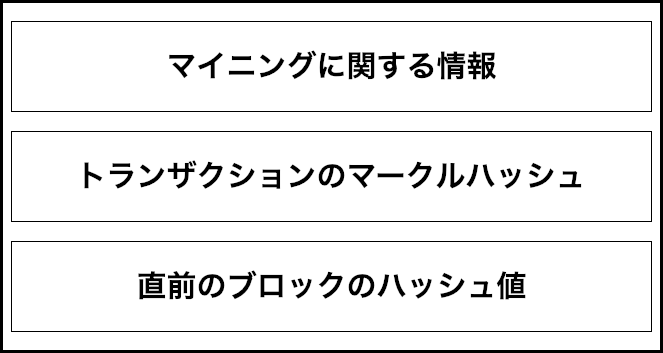 マイニングに関する情報
トランザクションのマークルハッシュ
直前のブロックのハッシュ値